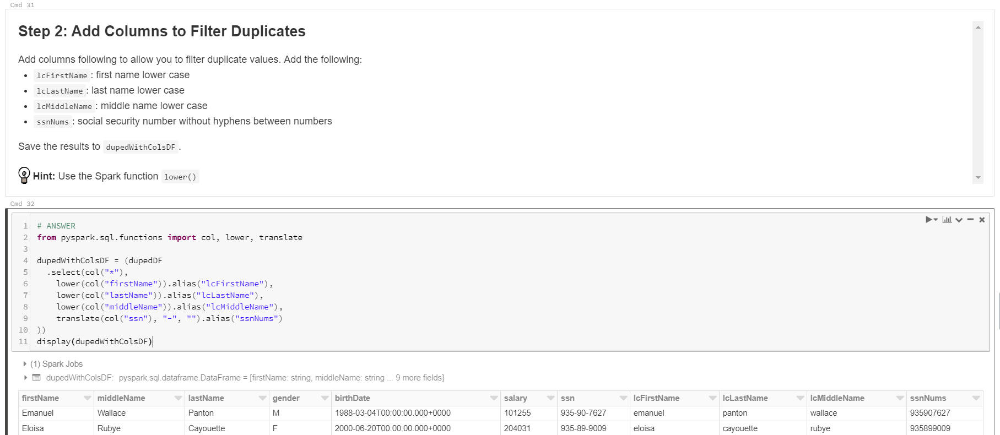 Cmd 31
Step 2: Add Columns to Filter Duplicates
Add columns following to allow you to filter duplicate values. Add the following:
• lcFirstName : first name lower case
• lcLastName : last name lower case
• lcMiddleName : middle name lower case
• ssnNums : social security number without hyphens between numbers
Save the results to dupedWithColsDF .
Hint: Use the Spark function lower()
Cmd 32
1 # ANSWER
2 from pyspark.sql.functions import col, lower, translate
3
4 dupedWithColsDF = (dupedDF
5   .select(col("*"),
6     lower(col("firstName")).alias("lcFirstName"),
7     lower(col("lastName")).alias("lcLastName"),
8     lower(col("middleName")).alias("lcMiddleName"),
9     translate(col("ssn"), "-", "").alias("ssnNums")
10 ))
11 display(dupedWithColsDF)
(1) Spark Jobs
dupedWithColsDF: pyspark.sql.dataframe.DataFrame = [firstName: string, middleName: string ... 9 more fields]
firstName middleName lastName gender birthDate salary ssn lcFirstName lcLastName lcMiddleName ssnNums
Emanuel Wallace Panton M 1988-03-04T00:00:00.000+0000 101255 935-90-7627 emanuel panton wallace 935907627
Eloisa Rubye Cayouette F 2000-06-20T00:00:00.000+0000 204031 935-89-9009 eloisa cayouette rubye 935899009